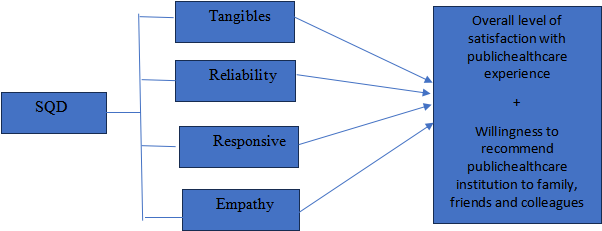 SQD
Tangibles
Reliability
Responsive
Empathy
Overall level of
satisfaction with
publichealthcare
experience
+
Willingness to
recommend
publichealthcare
institution to family,
friends and colleagues